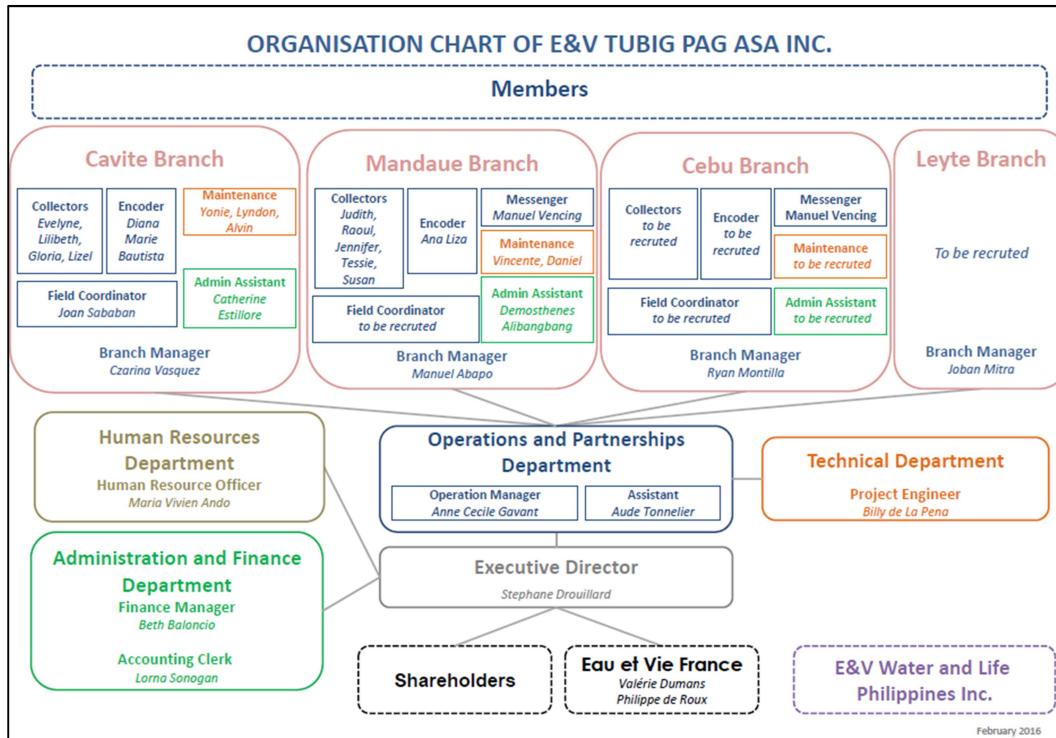 ORGANISATION CHART OF E&V TUBIG PAG ASA INC.
Members
Cavite Branch
Collectors
Evelyne,
Lilibeth,
Gloria, Lizel
Encoder
Diana
Marie
Bautista
Maintenance
Yonie, Lyndon,
Alvin
Field Coordinator
Joan Sababan
Admin Assistant
Catherine
Estillore
Branch Manager
Czarina Vasquez
Mandaue Branch
Collectors
Judith,
Raoul,
Jennifer,
Tessie,
Susan
Encoder
Ana Liza
Messenger
Manuel Vencing
Maintenance
Vincente, Daniel
Field Coordinator
to be recruted
Admin Assistant
Demosthenes
Alibangbang
Branch Manager
Manuel Abapo
Cebu Branch
Collectors to be
recruted
Encoder
to be
recruted
Messenger
Manuel Vencing
Maintenance
to be recruted
Field Coordinator
to be recruted
Admin Assistant
to be recruted
Branch Manager
Ryan Montilla
Leyte Branch
To be recruted
Branch Manager
Joban Mitra
Human Resources
Department
Human Resource Officer
Maria Vivien Ando
Operations and Partnerships
Department
Operation Manager
Anne Cecile Gavant
Assistant
Aude Tonnelier
Technical Department
Project Engineer
Billy de La Pena
Administration and Finance
Department
Finance Manager
Beth Baloncio
Accounting Clerk
Lorna Sonogan
Executive Director
Stephane Drouillard
Shareholders
Eau et Vie France
Valérie Dumans
Philippe de Roux
E&V Water and Life
Philippines Inc.
February 2016